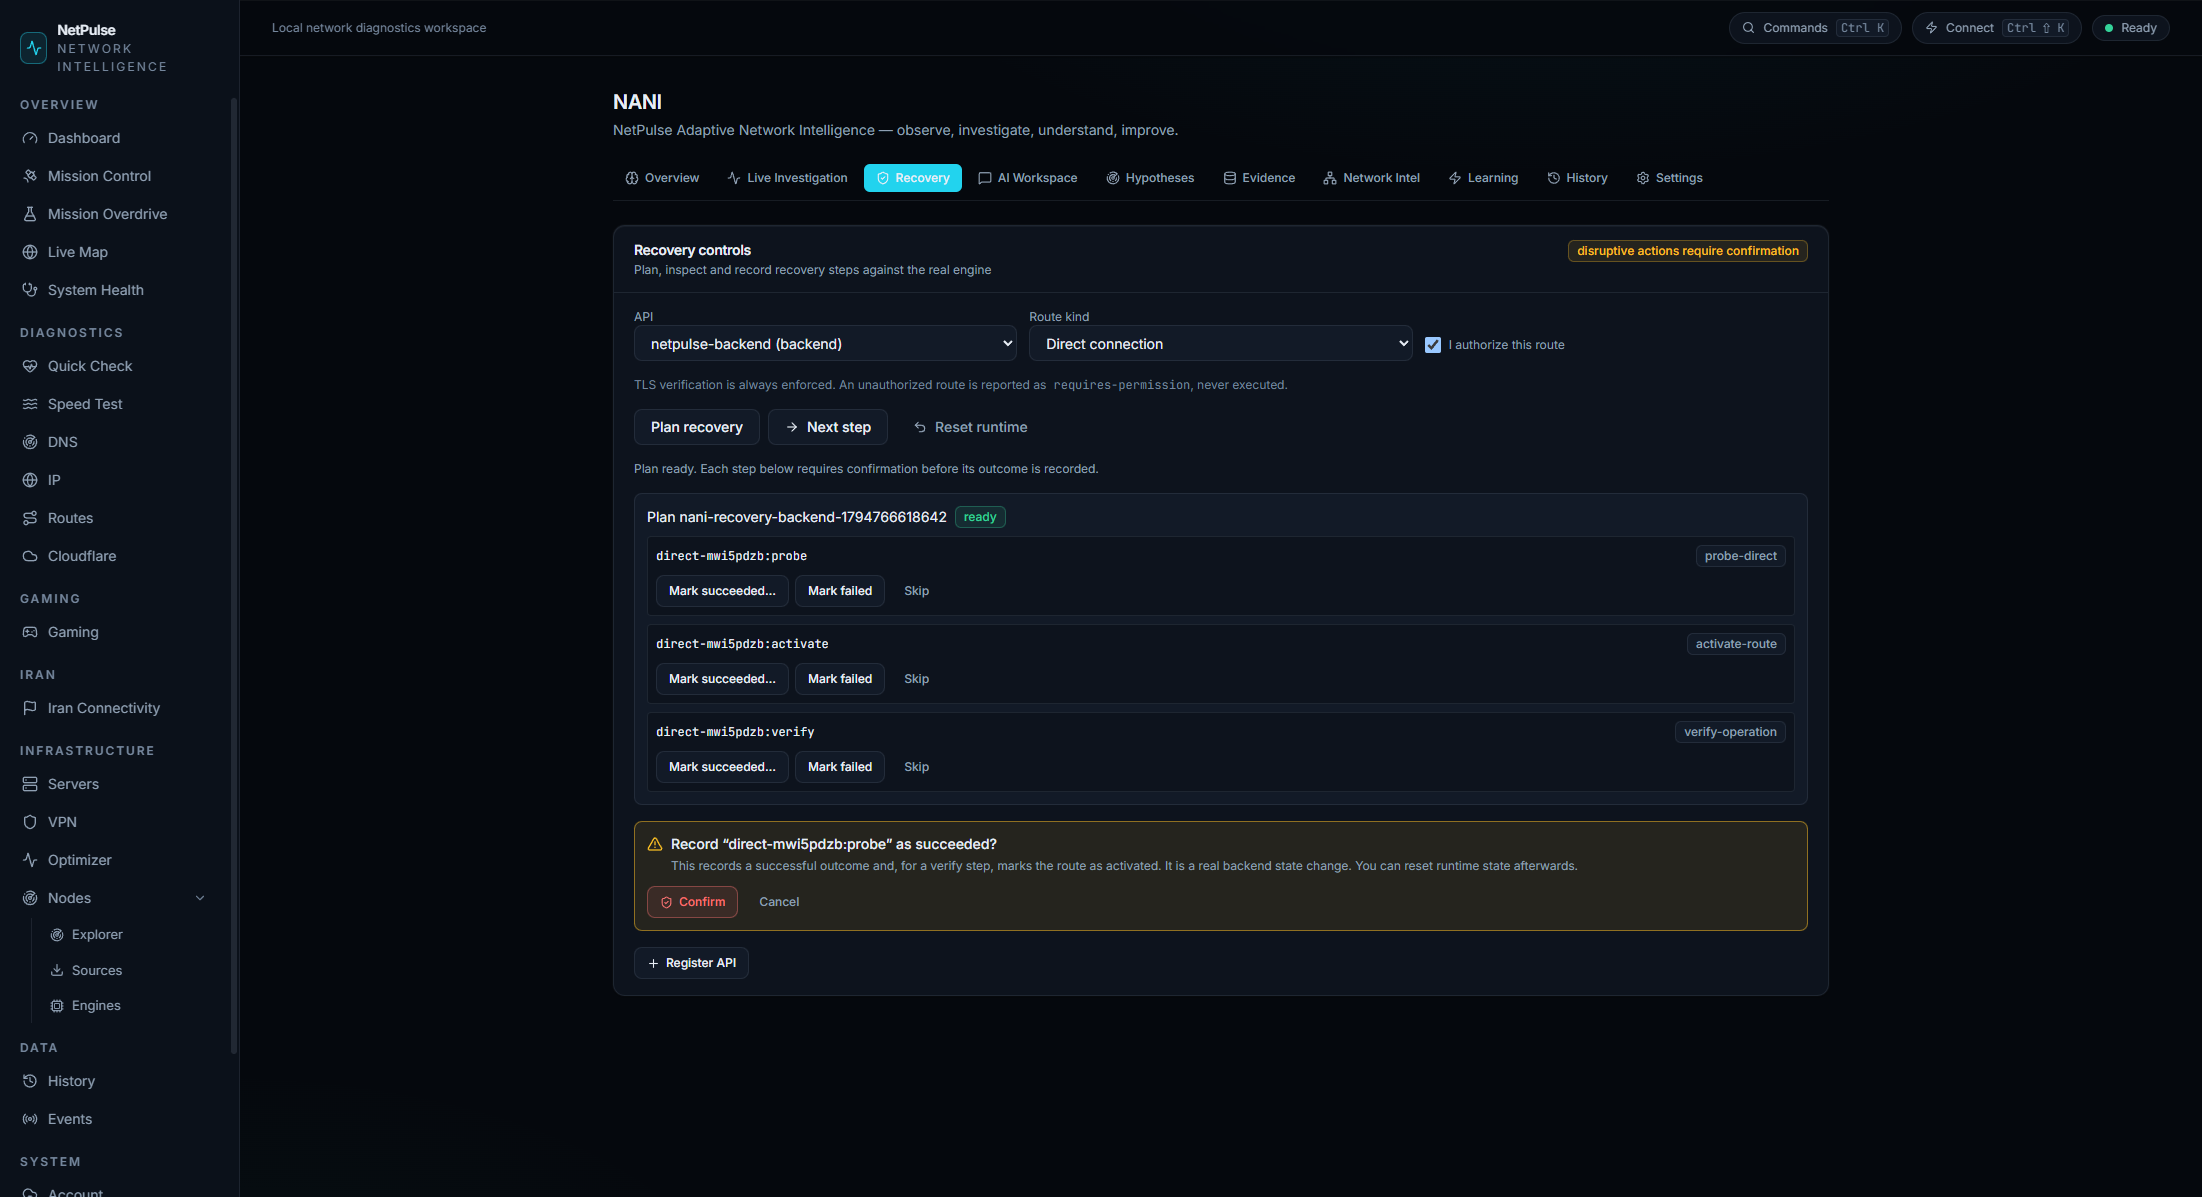 NetPulse
NETWORK
INTELLIGENCE
OVERVIEW
Dashboard
Mission Control
Mission Overdrive
Live Map
System Health
DIAGNOSTICS
Quick Check
Speed Test
DNS
IP
Routes
Cloudflare
GAMING
Gaming
IRAN
Iran Connectivity
INFRASTRUCTURE
Servers
VPN
Optimizer
Nodes
Explorer
Sources
Engines
DATA
History
Events
SYSTEM
Account
Local network diagnostics workspace
Commands Ctrl K
Connect Ctrl ⇧ K
Ready
NANI
NetPulse Adaptive Network Intelligence — observe, investigate, understand, improve.
Overview Live Investigation Recovery AI Workspace Hypotheses Evidence Network Intel Learning History Settings
Recovery controls
disruptive actions require confirmation
Plan, inspect and record recovery steps against the real engine
API
netpulse-backend (backend)
Route kind
Direct connection
I authorize this route
TLS verification is always enforced. An unauthorized route is reported as requires-permission, never executed.
Plan recovery Next step Reset runtime
Plan ready. Each step below requires confirmation before its outcome is recorded.
Plan nani-recovery-backend-1794766618642 ready
direct-mwi5pdzb:probe probe-direct
Mark succeeded... Mark failed Skip
direct-mwi5pdzb:activate activate-route
Mark succeeded... Mark failed Skip
direct-mwi5pdzb:verify verify-operation
Mark succeeded... Mark failed Skip
Record “direct-mwi5pdzb:probe” as succeeded?
This records a successful outcome and, for a verify step, marks the route as activated. It is a real backend state change. You can reset runtime state afterwards.
Confirm Cancel
Register API